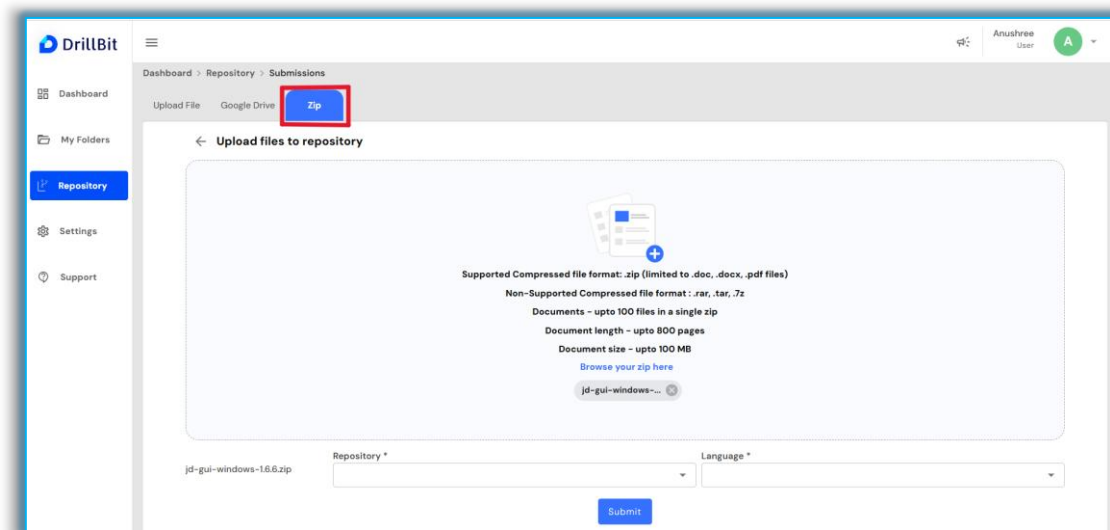 DrillBit
Anushree
User
A
Dashboard > Repository > Submissions
Dashboard
My Folders
Repository
Settings
Support
Upload File Google Drive Zip
← Upload files to repository
Supported Compressed file format: .zip (limited to .doc, .docx, .pdf files)
Non-Supported Compressed file format : .rar, .tar, .7z
Documents - upto 100 files in a single zip
Document length - upto 800 pages
Document size - upto 100 MB
Browse your zip here
jd-gui-windows-...
jd-gui-windows-1.6.6.zip
Repository *
Language *
Submit